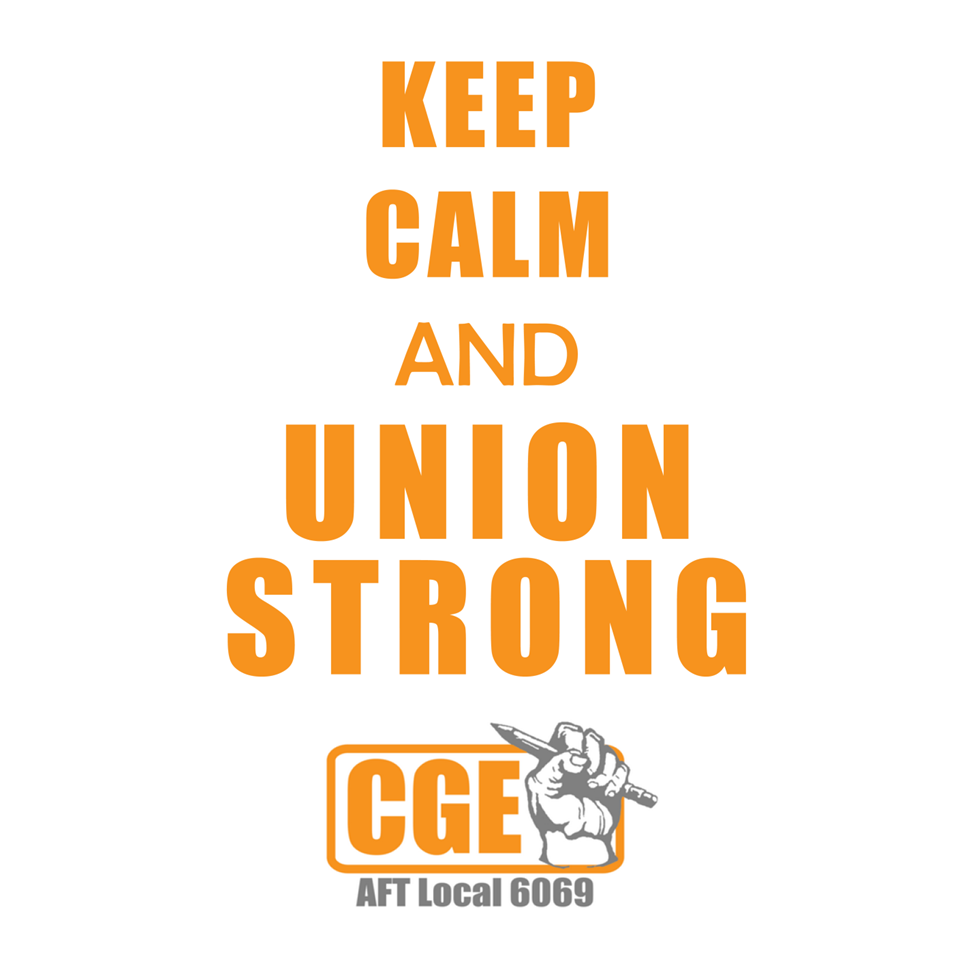 KEEP
CALM
AND
UNION
STRONG
CGE
AFT Local 6069